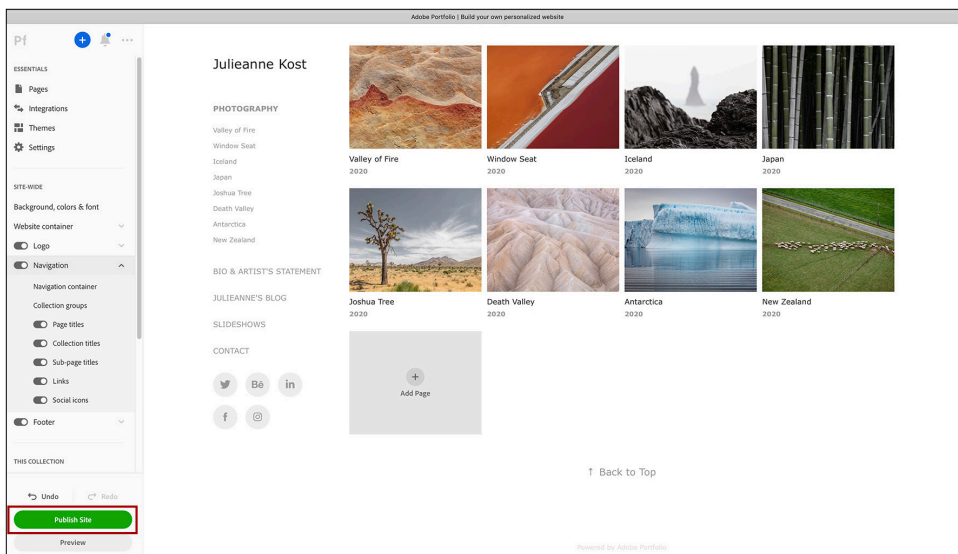 Adobe Portfolio | Build your own personalized website
Pf
ESSENTIALS
Pages
Integrations
Themes
Settings
SITE-WIDE
Background, colors & font
Website container
Logo
Navigation
Navigation container
Collection groups
Page titles
Collection titles
Sub-page titles
Links
Social icons
Footer
THIS COLLECTION
Undo
Redo
Publish Site
Preview
Julieanne Kost
PHOTOGRAPHY
Valley of Fire
Window Seat
Iceland
Japan
Joshua Tree
Death Valley
Antarctica
New Zealand
BIO & ARTIST'S STATEMENT
JULIEANNE'S BLOG
SLIDESHOWS
CONTACT
Bē
in
f
Valley of Fire
2020
Window Seat
2020
Iceland
2020
Japan
2020
Joshua Tree
2020
Death Valley
2020
Antarctica
2020
New Zealand
2020
+
Add Page
↑ Back to Top
Powered by Adobe Portfolio